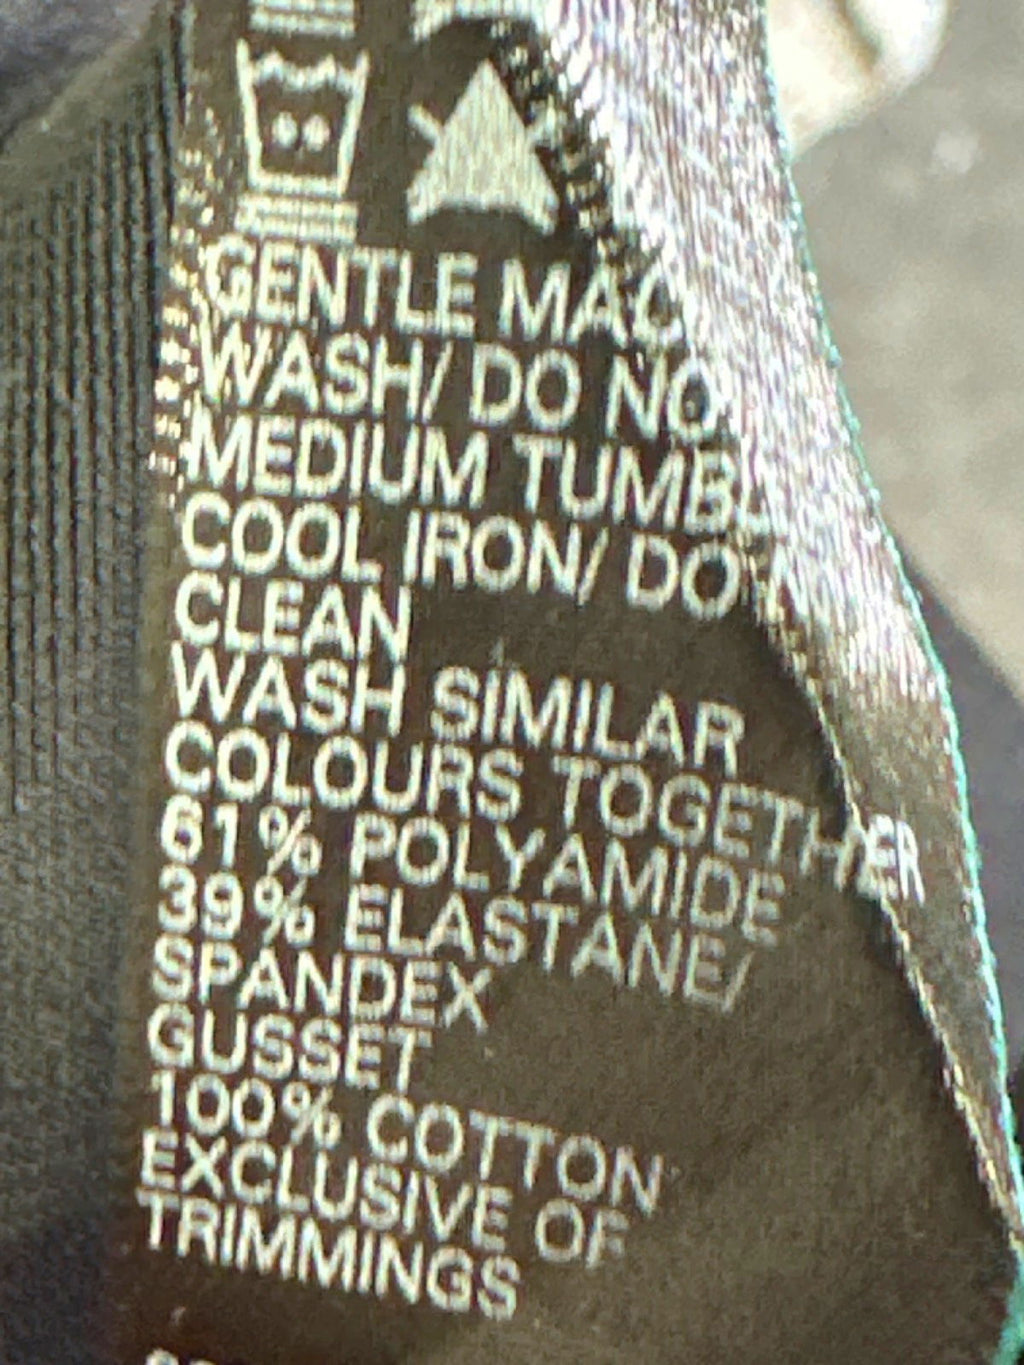 GENTLE MAC
WASH/ DO NO
MEDIUM TUMBL
COOL IRON/ DO
CLEAN
WASH SIMILAR
COLOURS TOGETHER
61% POLYAMIDE
39% ELASTANE/
SPANDEX
GUSSET
100% COTTON
EXCLUSIVE OF
TRIMMINGS